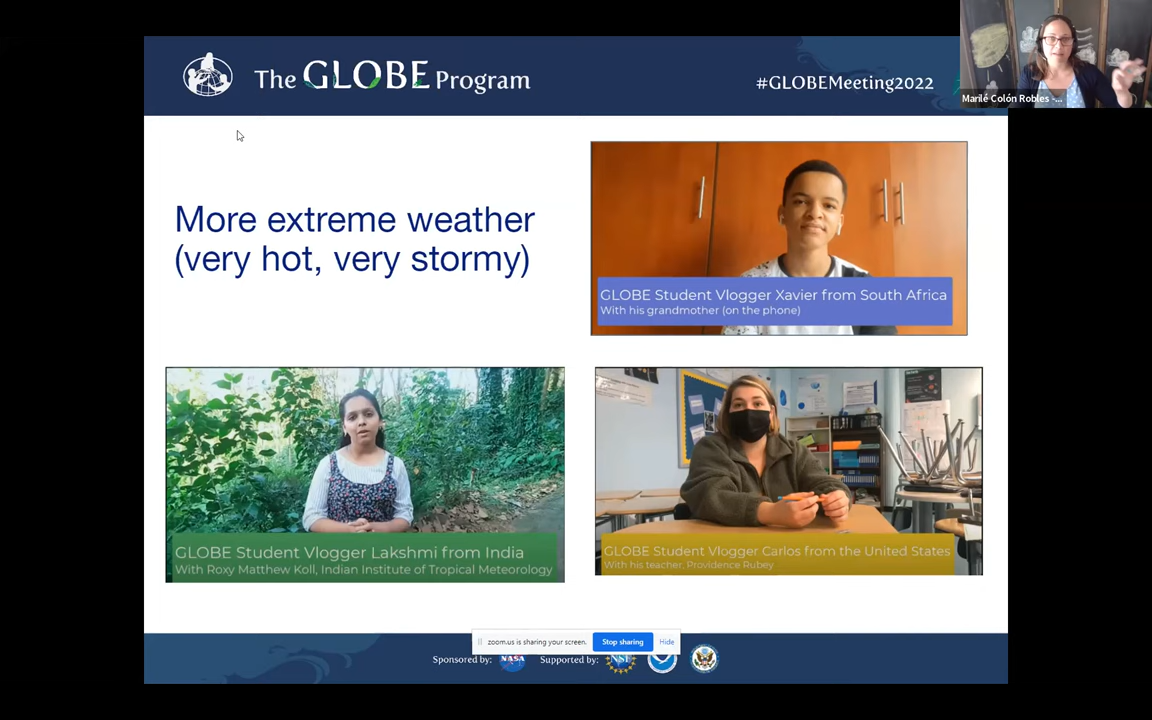 The GLOBE Program
#GLOBEMeeting2022
Marilé Colón Robles -...
More extreme weather
(very hot, very stormy)
GLOBE Student Vlogger Xavier from South Africa
With his grandmother (on the phone)
GLOBE Student Vlogger Lakshmi from India
With Roxy Matthew Koll, Indian Institute of Tropical Meteorology
GLOBE Student Vlogger Carlos from the United States
With his teacher, Providence Rubey
zoom.us is sharing your screen.
Stop sharing
Hide
Sponsored by:
NASA
Supported by:
NSF